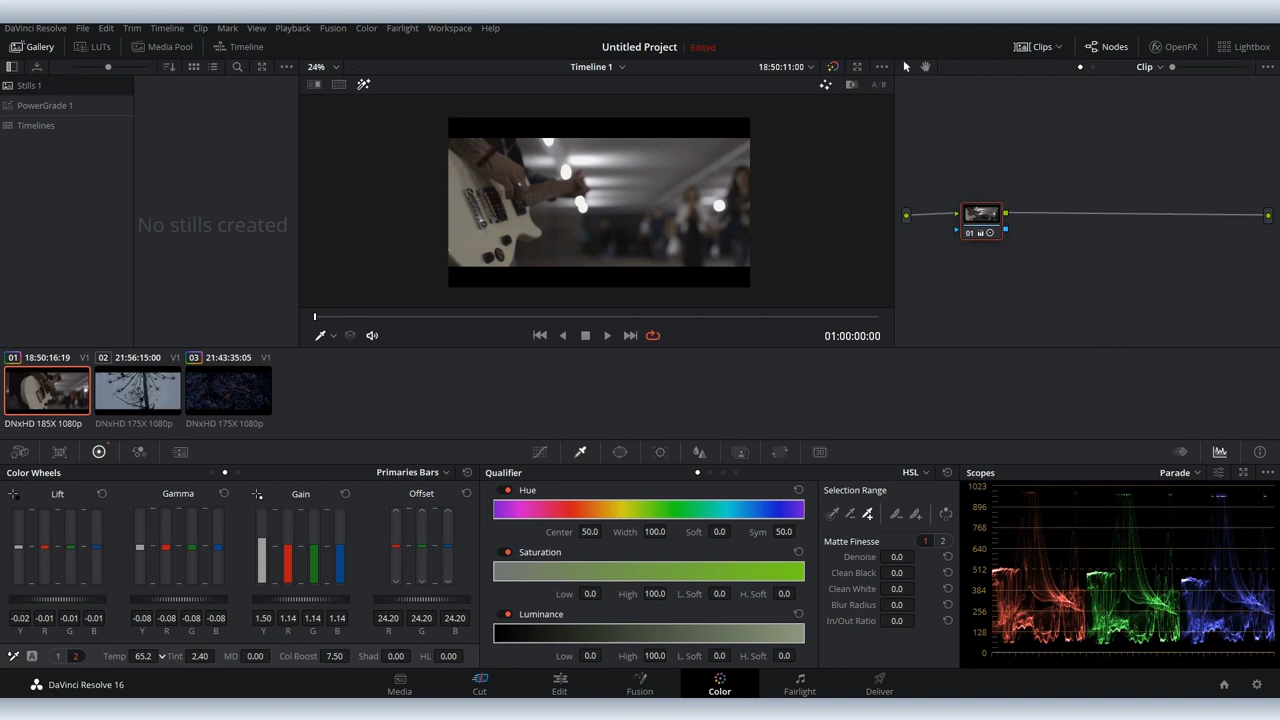 DaVinci Resolve File Edit Trim Timeline Clip Mark View Playback Fusion Color Fairlight Workspace Help
Gallery LUTs Media Pool Timeline Untitled Project Edited Clips Nodes OpenFX Lightbox
24% Timeline 1 18:50:11:00 Clip
Stills 1 A/B
PowerGrade 1
Timelines
No stills created
01
01:00:00:00
01 18:50:16:19 V1 02 21:56:15:00 V1 03 21:43:35:05 V1
DNxHD 185X 1080p DNxHD 175X 1080p DNxHD 175X 1080p
3D
Color Wheels Primaries Bars Qualifier HSL Scopes Parade
Lift Gamma Gain Offset
Hue
Center 50.0 Width 100.0 Soft 0.0 Sym 50.0
Saturation
Low 0.0 High 100.0 L. Soft 0.0 H. Soft 0.0
Luminance
Low 0.0 High 100.0 L. Soft 0.0 H. Soft 0.0
Selection Range
Matte Finesse 1 2
Denoise 0.0
Clean Black 0.0
Clean White 0.0
Blur Radius 0.0
In/Out Ratio 0.0
1023
896
768
640
512
384
256
128
0
-0.02 -0.01 -0.01 -0.01 -0.08 -0.08 -0.08 -0.08 1.50 1.14 1.14 1.14 24.20 24.20 24.20
Y R G B Y R G B Y R G B R G B
A 1 2 Temp 65.2 Tint 2.40 MD 0.00 Col Boost 7.50 Shad 0.00 HL 0.00
DaVinci Resolve 16 Media Cut Edit Fusion Color Fairlight Deliver